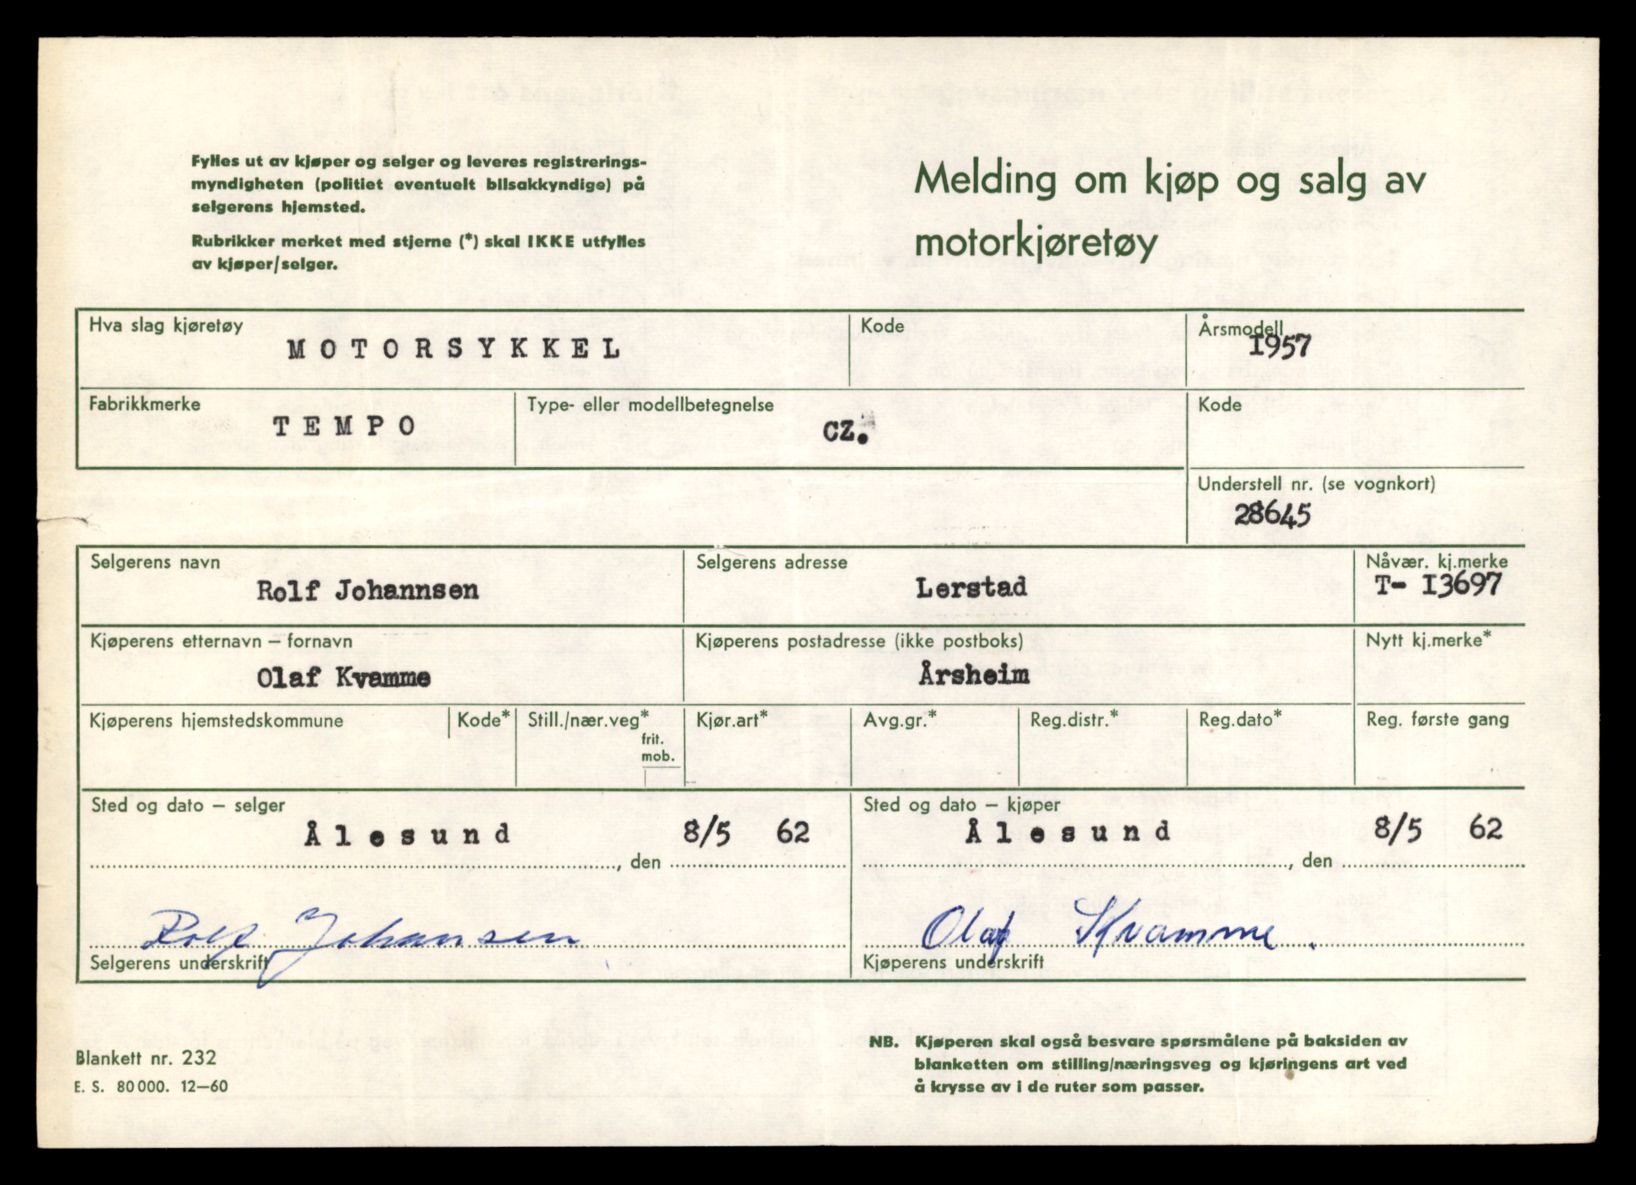 Fylles ut av kjøper og selger og leveres registrerings-
myndigheten (politiet eventuelt bilsakkyndige) på
selgerens hjemsted.
Rubrikker merket med stjerne (*) skal IKKE utfylles
av kjøper/selger.
Melding om kjøp og salg av
motorkjøretøy
Hva slag kjøretøy
MOTORSYKKEL
Kode
Årsmodell
I957
Fabrikkmerke
TEMPO
Type- eller modellbetegnelse
CZ.
Kode
Understell nr. (se vognkort)
28645
Selgerens navn
Rolf Johannsen
Selgerens adresse
Lerstad
Nåvær. kj.merke
T- I3697
Kjøperens etternavn – fornavn
Olaf Kvamme
Kjøperens postadresse (ikke postboks)
Årsheim
Nytt kj.merke*
Kjøperens hjemstedskommune
Kode*
Still./nær.veg*
frit.
mob.
Kjør.art*
Avg.gr.*
Reg.distr.*
Reg.dato*
Reg. første gang
Sted og dato – selger
Ålesund 8/5 62
, den
Rolf Johansen
Selgerens underskrift
Sted og dato – kjøper
Ålesund 8/5 62
, den
Olaf Kvamme.
Kjøperens underskrift
Blankett nr. 232
E. S. 80000. 12–60
NB. Kjøperen skal også besvare spørsmålene på baksiden av
blanketten om stilling/næringsveg og kjøringens art ved
å krysse av i de ruter som passer.